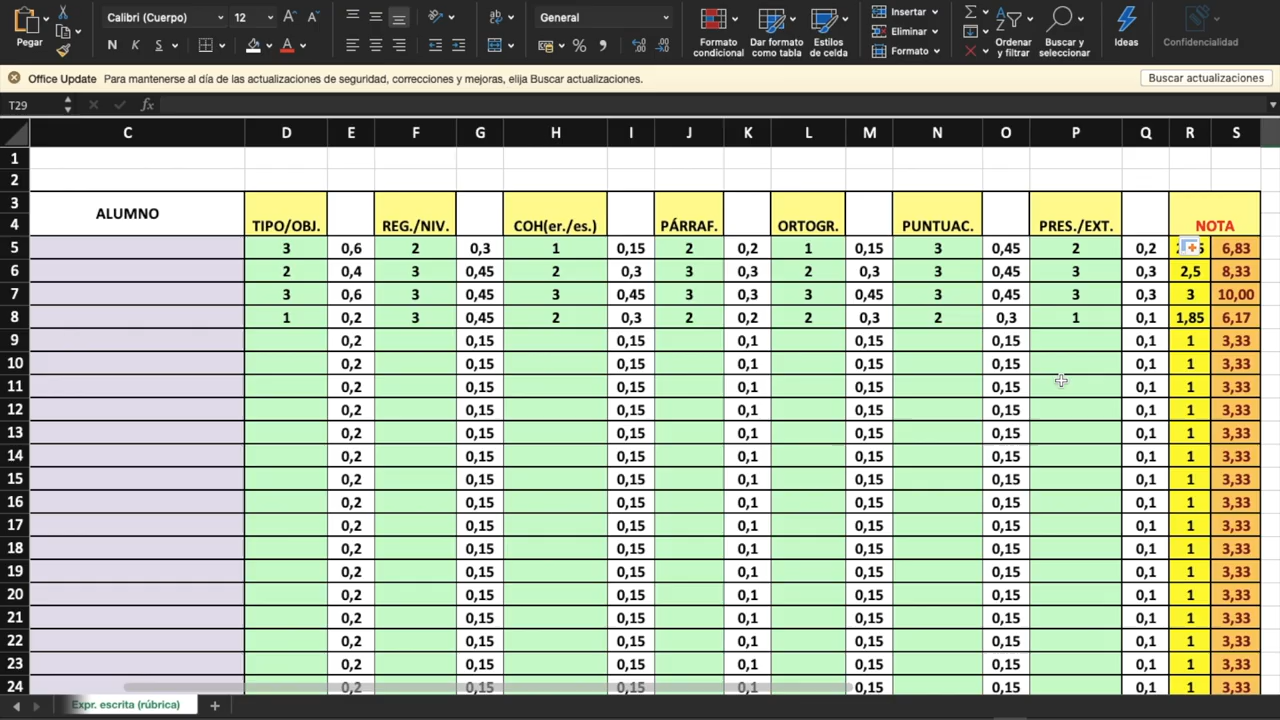 Calibri (Cuerpo) 12 General Insertar
Eliminar
Formato
Pegar N K S Formato condicional Dar formato como tabla Estilos de celda Ordenar y filtrar Buscar y seleccionar Ideas Confidencialidad
Office Update Para mantenerse al día de las actualizaciones de seguridad, correcciones y mejoras, elija Buscar actualizaciones. Buscar actualizaciones
T29 fx
C D E F G H I J K L M N O P Q R S
1
2
3 ALUMNO
4 TIPO/OBJ. REG./NIV. COH(er./es.) PÁRRAF. ORTOGR. PUNTUAC. PRES./EXT. NOTA
5 3 0,6 2 0,3 1 0,15 2 0,2 1 0,15 3 0,45 2 0,2 6,83
6 2 0,4 3 0,45 2 0,3 3 0,3 2 0,3 3 0,45 3 0,3 2,5 8,33
7 3 0,6 3 0,45 3 0,45 3 0,3 3 0,45 3 0,45 3 0,3 3 10,00
8 1 0,2 3 0,45 2 0,3 2 0,2 2 0,3 2 0,3 1 0,1 1,85 6,17
9 0,2 0,15 0,15 0,1 0,15 0,15 0,1 1 3,33
10 0,2 0,15 0,15 0,1 0,15 0,15 0,1 1 3,33
11 0,2 0,15 0,15 0,1 0,15 0,15 0,1 1 3,33
12 0,2 0,15 0,15 0,1 0,15 0,15 0,1 1 3,33
13 0,2 0,15 0,15 0,1 0,15 0,15 0,1 1 3,33
14 0,2 0,15 0,15 0,1 0,15 0,15 0,1 1 3,33
15 0,2 0,15 0,15 0,1 0,15 0,15 0,1 1 3,33
16 0,2 0,15 0,15 0,1 0,15 0,15 0,1 1 3,33
17 0,2 0,15 0,15 0,1 0,15 0,15 0,1 1 3,33
18 0,2 0,15 0,15 0,1 0,15 0,15 0,1 1 3,33
19 0,2 0,15 0,15 0,1 0,15 0,15 0,1 1 3,33
20 0,2 0,15 0,15 0,1 0,15 0,15 0,1 1 3,33
21 0,2 0,15 0,15 0,1 0,15 0,15 0,1 1 3,33
22 0,2 0,15 0,15 0,1 0,15 0,15 0,1 1 3,33
23 0,2 0,15 0,15 0,1 0,15 0,15 0,1 1 3,33
24 0,2 0,15 0,15 0,1 0,15 0,15 0,1 1 3,33
Expr. escrita (rúbrica)